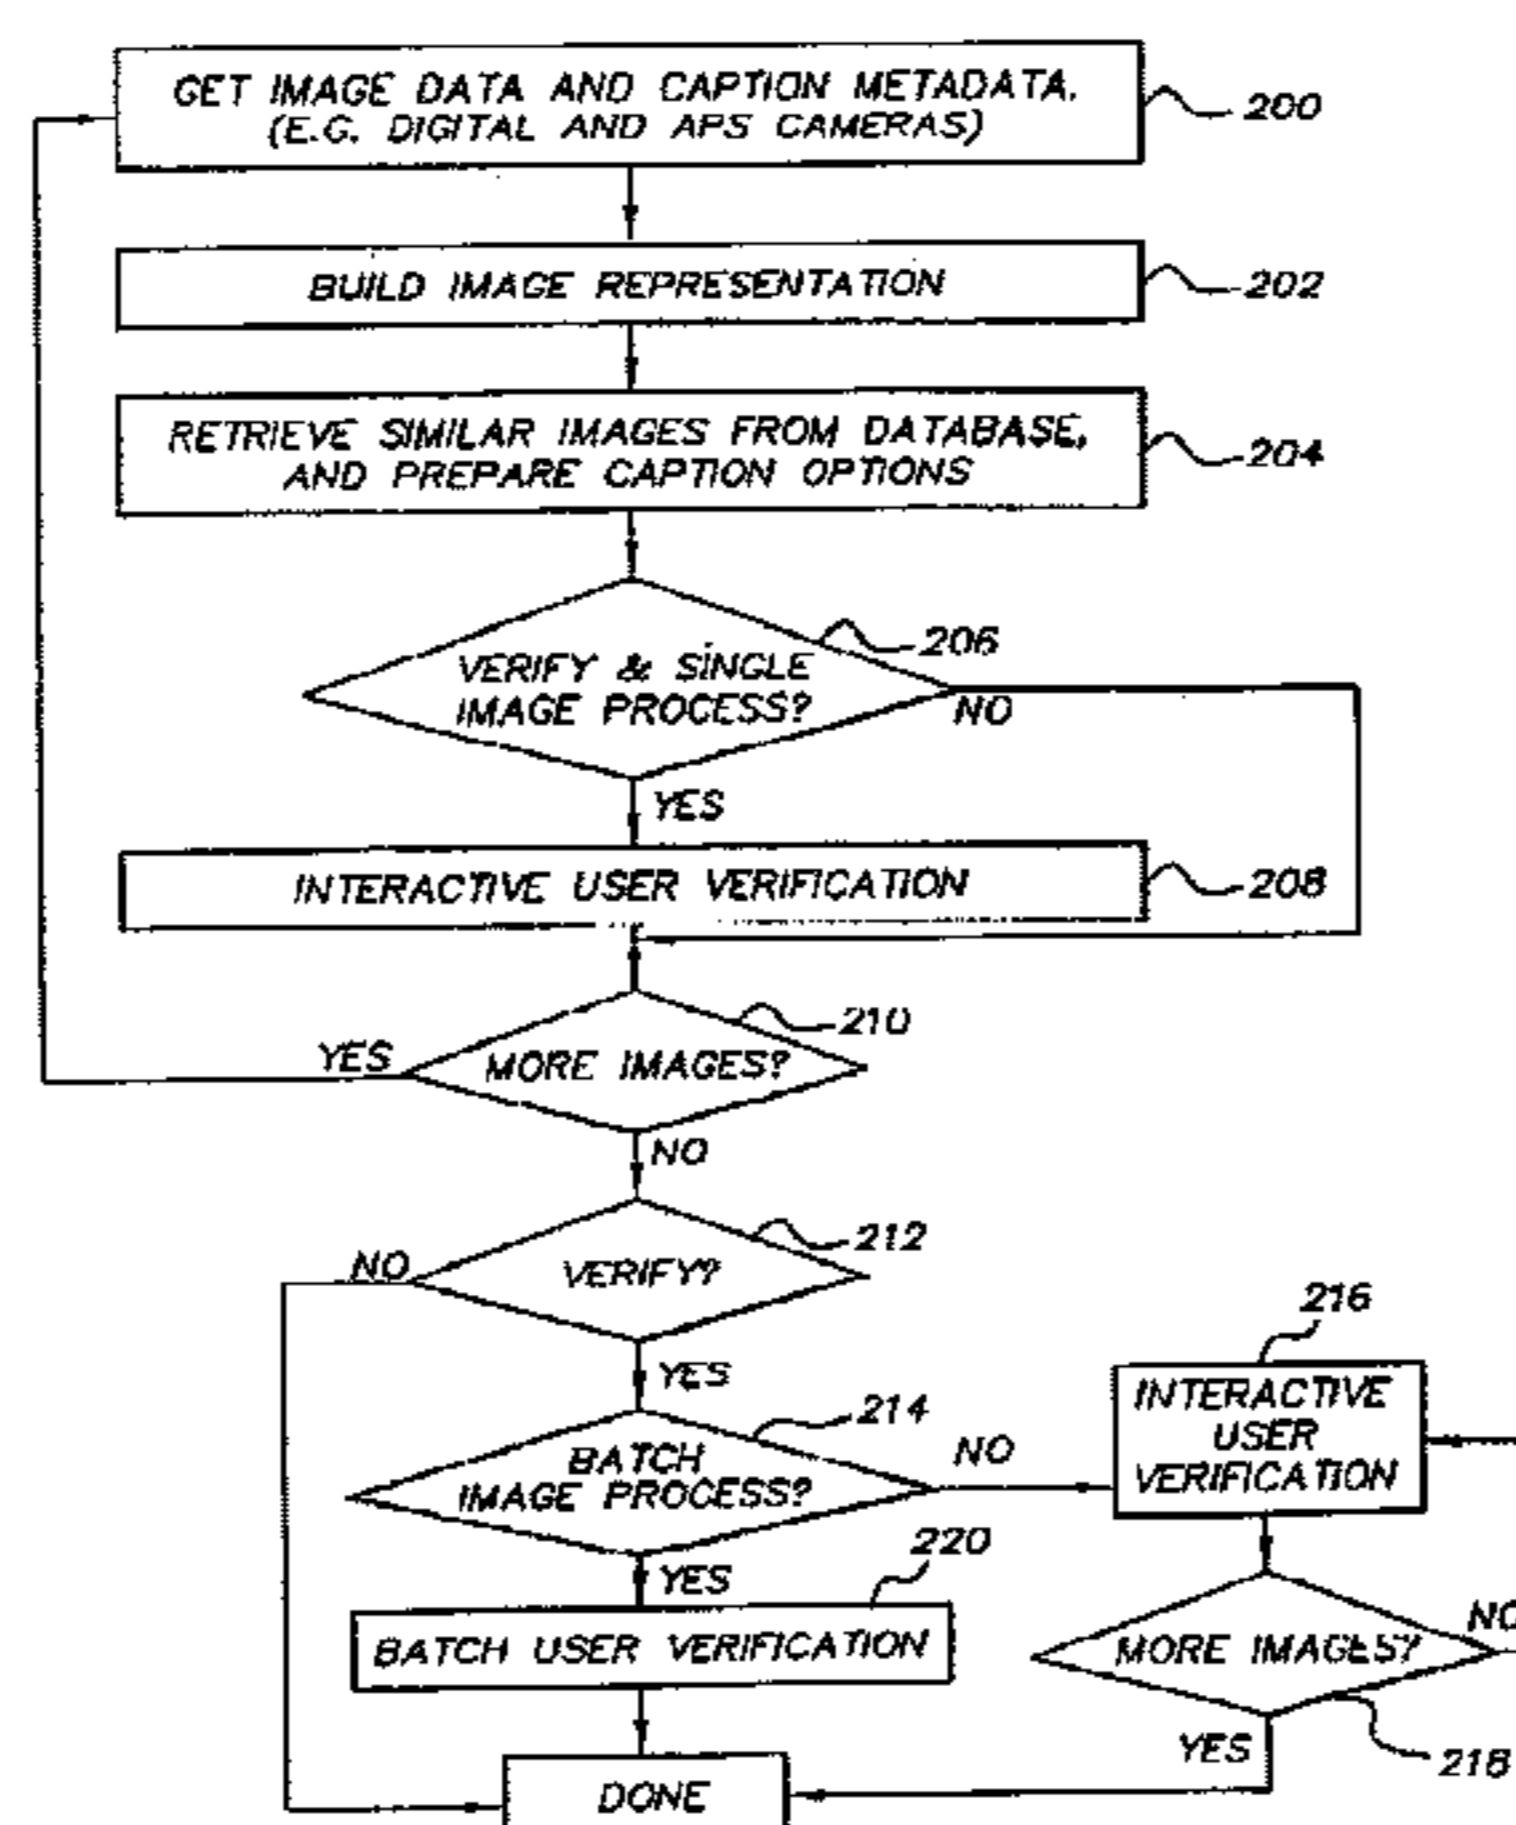 GET IMAGE DATA AND CAPTION METADATA.
(E.G. DIGITAL AND APS CAMERAS)
200
BUILD IMAGE REPRESENTATION
202
RETRIEVE SIMILAR IMAGES FROM DATABASE,
AND PREPARE CAPTION OPTIONS
204
206
VERIFY & SINGLE
IMAGE PROCESS?
NO
YES
INTERACTIVE USER VERIFICATION
208
210
YES
MORE IMAGES?
NO
212
NO
VERIFY?
YES
214
BATCH
IMAGE PROCESS?
NO
216
INTERACTIVE
USER
VERIFICATION
YES
220
BATCH USER VERIFICATION
MORE IMAGES?
NO
YES
218
DONE